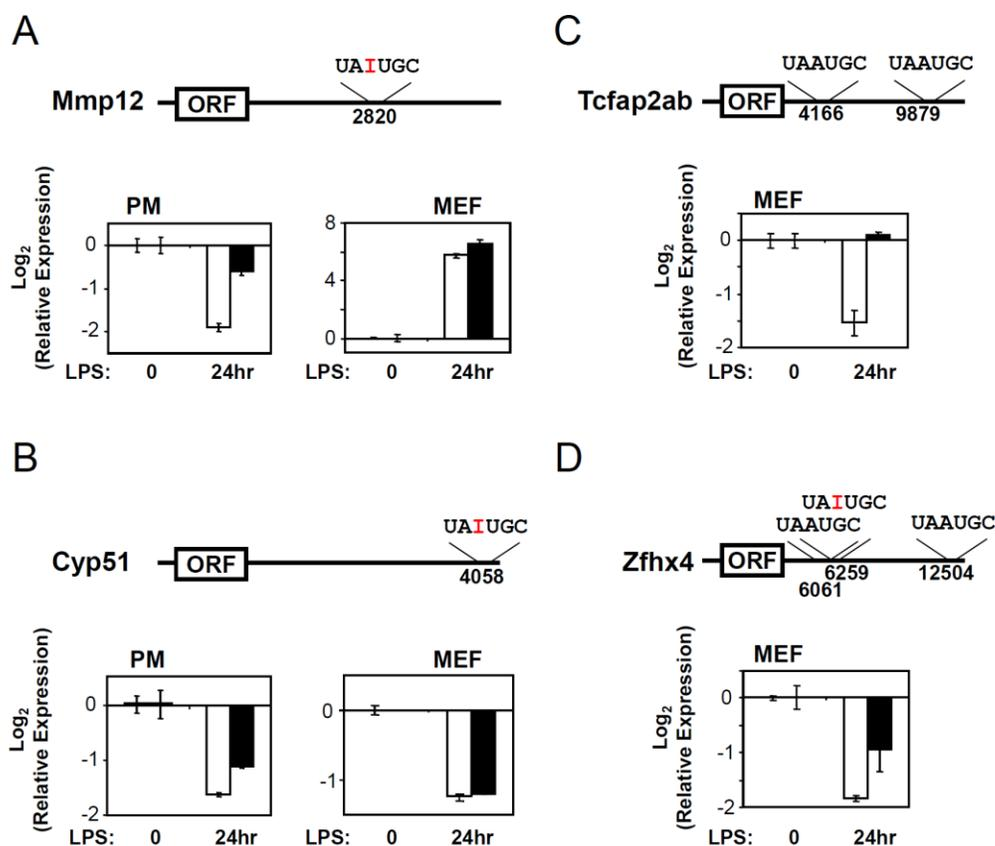 A
UAIUGC
Mmp12
ORF
2820
PM
MEF
Log2
(Relative Expression)
0
-1
-2
8
4
0
LPS: 0 24hr
LPS: 0 24hr
B
UAIUGC
Cyp51
ORF
4058
PM
MEF
Log2
(Relative Expression)
0
-1
-2
0
-1
LPS: 0 24hr
LPS: 0 24hr
C
UAAUGC UAAUGC
Tcfap2ab
ORF
4166 9879
MEF
Log2
(Relative Expression)
0
-1
-2
LPS: 0 24hr
D
UAIUGC
UAAUGC UAAUGC
Zfhx4
ORF
6259 12504
6061
MEF
Log2
(Relative Expression)
0
-1
-2
LPS: 0 24hr